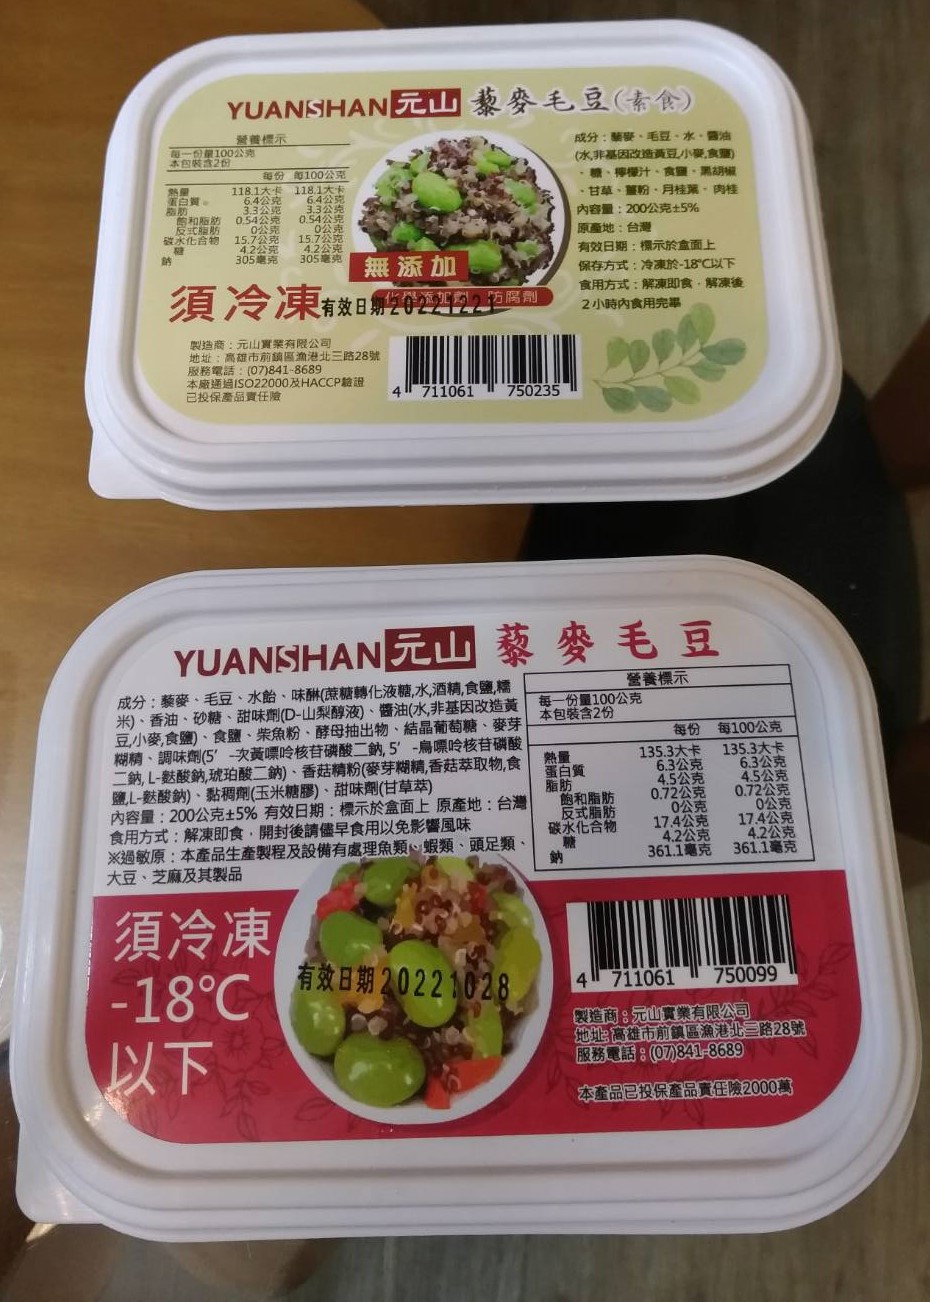 YUANSHAN元山 藜麥毛豆(素食)
營養標示
每一份量100公克
本包裝含2份
每份 每100公克
熱量 118.1大卡 118.1大卡
蛋白質 6.4公克 6.4公克
脂肪 3.3公克 3.3公克
飽和脂肪 0.54公克 0.54公克
反式脂肪 0公克 0公克
碳水化合物 15.7公克 15.7公克
糖 4.2公克 4.2公克
鈉 305毫克 305毫克
成分：藜麥、毛豆、水、醬油
(水,非基因改造黃豆,小麥,食鹽)
、糖、檸檬汁、食鹽、黑胡椒
、甘草、薑粉、月桂葉、肉桂
內容量：200公克±5%
原產地：台灣
有效日期：標示於盒面上
保存方式：冷凍於-18℃以下
食用方式：解凍即食，解凍後
2小時內食用完畢
無添加
化學添加劑、防腐劑
須冷凍
有效日期20221221
製造商：元山實業有限公司
地址：高雄市前鎮區漁港北三路28號
服務電話：(07)841-8689
本廠通過ISO22000及HACCP驗證
已投保產品責任險
4 711061 750235
YUANSHAN元山 藜麥毛豆
成分：藜麥、毛豆、水飴、味醂(蔗糖轉化液糖,水,酒精,食鹽,糯
米)、香油、砂糖、甜味劑(D-山梨醇液)、醬油(水,非基因改造黃
豆,小麥,食鹽)、食鹽、柴魚粉、酵母抽出物、結晶葡萄糖、麥芽
糊精、調味劑(5′-次黃嘌呤核苷磷酸二鈉,5′-鳥嘌呤核苷磷酸
二鈉,L-麩酸鈉,琥珀酸二鈉)、香菇精粉(麥芽糊精,香菇萃取物,食
鹽,L-麩酸鈉)、黏稠劑(玉米糖膠)、甜味劑(甘草萃)
內容量：200公克±5% 有效日期：標示於盒面上 原產地：台灣
食用方式：解凍即食，開封後請儘早食用以免影響風味
※過敏原：本產品生產製程及設備有處理魚類、蝦類、頭足類、
大豆、芝麻及其製品
營養標示
每一份量100公克
本包裝含2份
每份 每100公克
熱量 135.3大卡 135.3大卡
蛋白質 6.3公克 6.3公克
脂肪 4.5公克 4.5公克
飽和脂肪 0.72公克 0.72公克
反式脂肪 0公克 0公克
碳水化合物 17.4公克 17.4公克
糖 4.2公克 4.2公克
鈉 361.1毫克 361.1毫克
須冷凍
-18℃
以下
有效日期20221028
4 711061 750099
製造商：元山實業有限公司
地址:高雄市前鎮區漁港北三路28號
服務電話：(07)841-8689
本產品已投保產品責任險2000萬